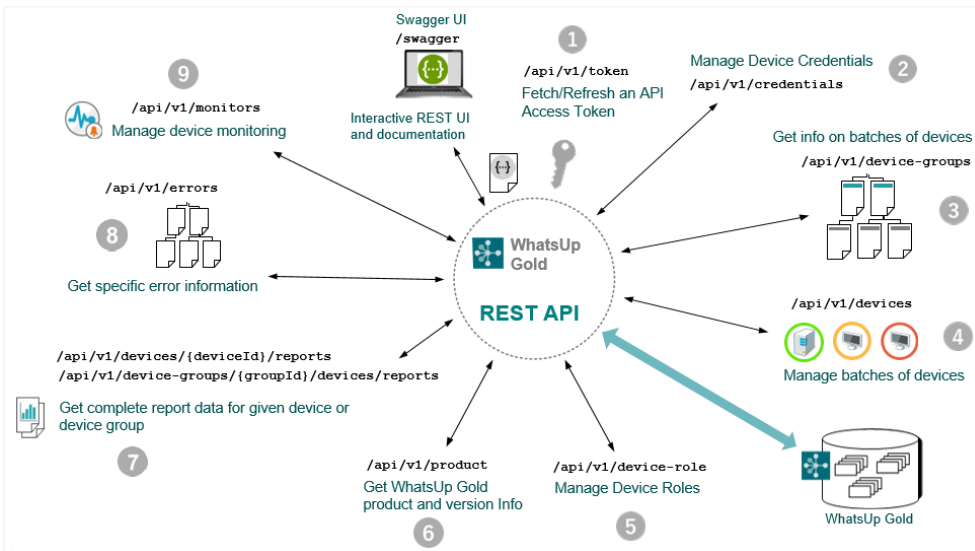 Swagger UI
/swagger
Interactive REST UI
and documentation
1
/api/v1/token
Fetch/Refresh an API
Access Token
Manage Device Credentials
2
/api/v1/credentials
Get info on batches of devices
/api/v1/device-groups
3
/api/v1/devices
4
Manage batches of devices
WhatsUp Gold
/api/v1/device-role
Manage Device Roles
5
/api/v1/product
Get WhatsUp Gold
product and version Info
6
/api/v1/devices/{deviceId}/reports
/api/v1/device-groups/{groupId}/devices/reports
Get complete report data for given device or
device group
7
/api/v1/errors
8
Get specific error information
9
/api/v1/monitors
Manage device monitoring
{...}
{...}
WhatsUp
Gold
REST API